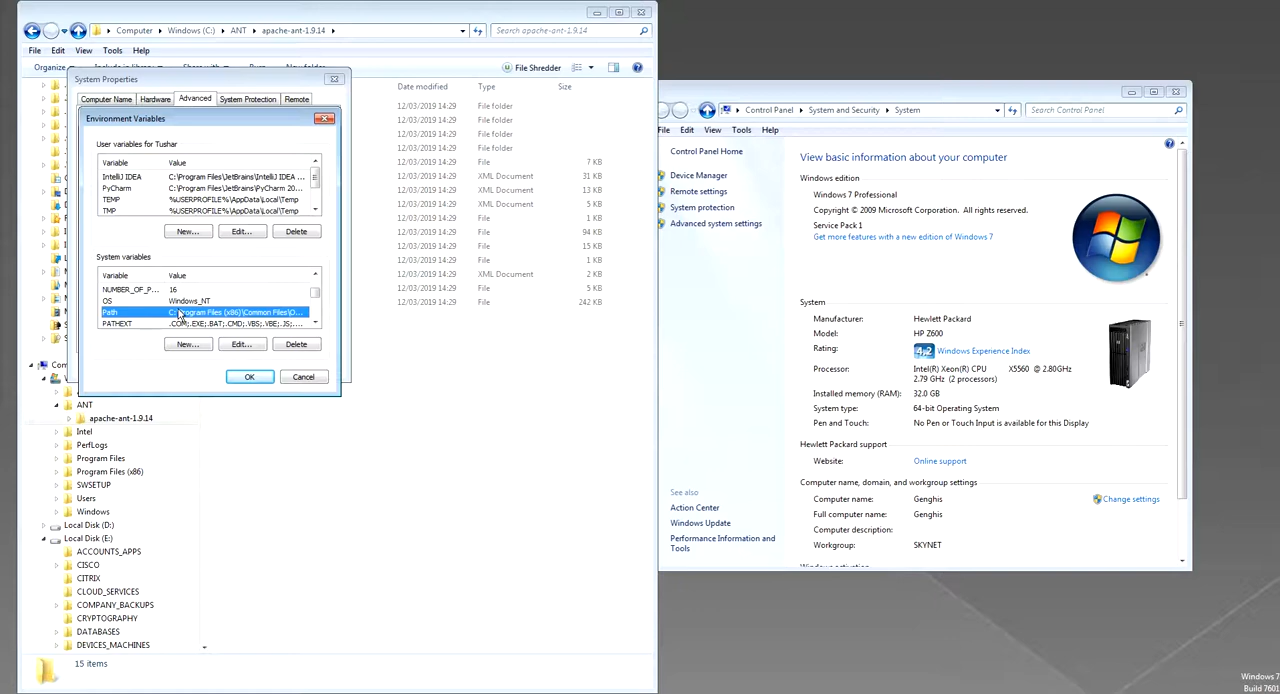 Computer ▸ Windows (C:) ▸ ANT ▸ apache-ant-1.9.14 ▸
Search apache-ant-1.9.14
File Edit View Tools Help
Organize
File Shredder
System Properties
Computer Name Hardware Advanced System Protection Remote
Environment Variables
User variables for Tushar
Variable Value
IntelliJ IDEA C:\Program Files\JetBrains\IntelliJ IDEA ...
PyCharm C:\Program Files\JetBrains\PyCharm 20...
TEMP %USERPROFILE%\AppData\Local\Temp
TMP %USERPROFILE%\AppData\Local\Temp
New... Edit... Delete
System variables
Variable Value
NUMBER_OF_P... 16
OS Windows_NT
Path C:\Program Files (x86)\Common Files\O...
PATHEXT .COM;.EXE;.BAT;.CMD;.VBS;.VBE;.JS;....
New... Edit... Delete
OK Cancel
Date modified Type Size
12/03/2019 14:29 File folder
12/03/2019 14:29 File folder
12/03/2019 14:29 File folder
12/03/2019 14:29 File folder
12/03/2019 14:29 File 7 KB
12/03/2019 14:29 XML Document 31 KB
12/03/2019 14:29 XML Document 13 KB
12/03/2019 14:29 XML Document 5 KB
12/03/2019 14:29 File 1 KB
12/03/2019 14:29 File 94 KB
12/03/2019 14:29 File 15 KB
12/03/2019 14:29 File 1 KB
12/03/2019 14:29 XML Document 2 KB
12/03/2019 14:29 File 5 KB
12/03/2019 14:29 File 242 KB
ANT
apache-ant-1.9.14
Intel
PerfLogs
Program Files
Program Files (x86)
SWSETUP
Users
Windows
Local Disk (D:)
Local Disk (E:)
ACCOUNTS_APPS
CISCO
CITRIX
CLOUD_SERVICES
COMPANY_BACKUPS
CRYPTOGRAPHY
DATABASES
DEVICES_MACHINES
15 items
Control Panel ▸ System and Security ▸ System
Search Control Panel
File Edit View Tools Help
Control Panel Home
Device Manager
Remote settings
System protection
Advanced system settings
See also
Action Center
Windows Update
Performance Information and
Tools
View basic information about your computer
Windows edition
Windows 7 Professional
Copyright © 2009 Microsoft Corporation. All rights reserved.
Service Pack 1
Get more features with a new edition of Windows 7
System
Manufacturer: Hewlett Packard
Model: HP Z600
Rating: 4,2 Windows Experience Index
Processor: Intel(R) Xeon(R) CPU X5560 @ 2.80GHz
2.79 GHz (2 processors)
Installed memory (RAM): 32.0 GB
System type: 64-bit Operating System
Pen and Touch: No Pen or Touch Input is available for this Display
Hewlett Packard support
Website: Online support
Computer name, domain, and workgroup settings
Computer name: Genghis
Change settings
Full computer name: Genghis
Computer description:
Workgroup: SKYNET
Windows activation
Windows 7
Build 7601